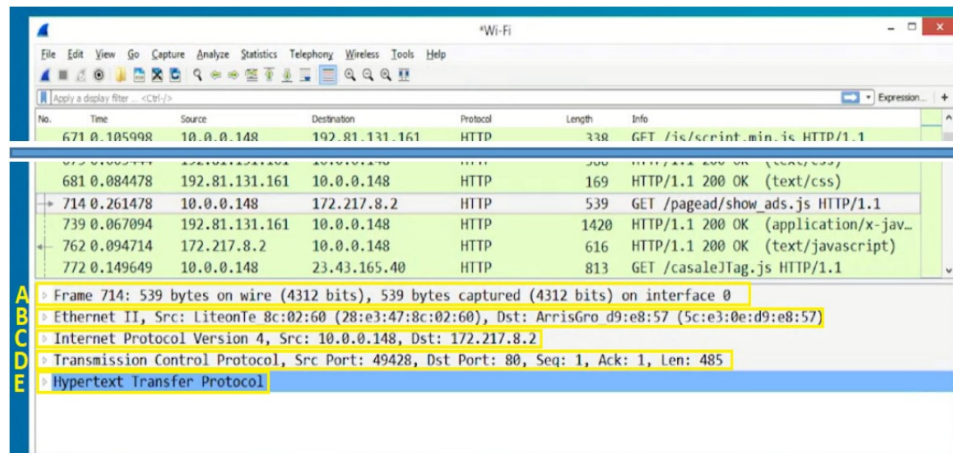 *Wi-Fi
File Edit View Go Capture Analyze Statistics Telephony Wireless Tools Help
Apply a display filter ... <Ctrl-/> Expression... +
No. Time Source Destination Protocol Length Info
671 0.105998 10.0.0.148 192.81.131.161 HTTP 338 GET /js/script.min.js HTTP/1.1
681 0.084478 192.81.131.161 10.0.0.148 HTTP 169 HTTP/1.1 200 OK (text/css)
714 0.261478 10.0.0.148 172.217.8.2 HTTP 539 GET /pagead/show_ads.js HTTP/1.1
739 0.067094 192.81.131.161 10.0.0.148 HTTP 1420 HTTP/1.1 200 OK (application/x-jav…
762 0.094714 172.217.8.2 10.0.0.148 HTTP 616 HTTP/1.1 200 OK (text/javascript)
772 0.149649 10.0.0.148 23.43.165.40 HTTP 813 GET /casaleJTag.js HTTP/1.1
A Frame 714: 539 bytes on wire (4312 bits), 539 bytes captured (4312 bits) on interface 0
B Ethernet II, Src: LiteonTe_8c:02:60 (28:e3:47:8c:02:60), Dst: ArrisGro_d9:e8:57 (5c:e3:0e:d9:e8:57)
C Internet Protocol Version 4, Src: 10.0.0.148, Dst: 172.217.8.2
D Transmission Control Protocol, Src Port: 49428, Dst Port: 80, Seq: 1, Ack: 1, Len: 485
E Hypertext Transfer Protocol